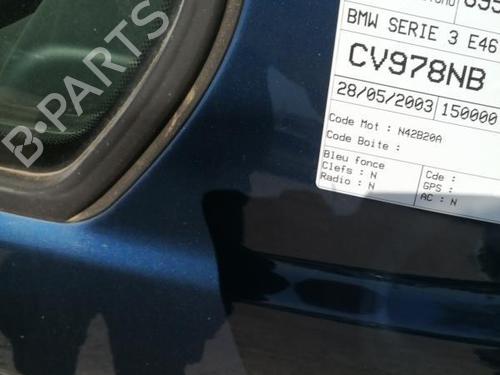 BMW SERIE 3 E46
CV978NB
28/05/2003 150000
Code Mot : N42B20A
Code Boite :
Bleu fonce
Clefs : N
Radio : N
Cde :
GPS :
AC : N
B-PARTS